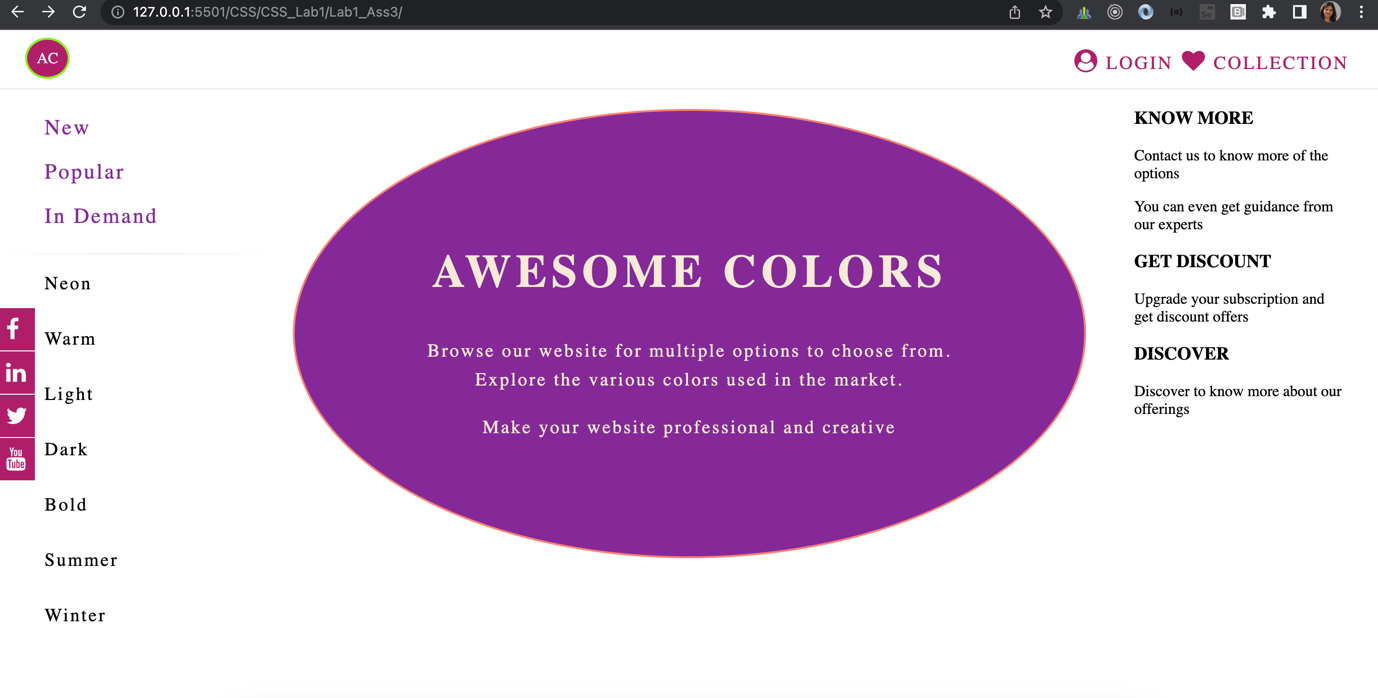 127.0.0.1:5501/CSS/CSS_Lab1/Lab1_Ass3/
AC
LOGIN
COLLECTION
New
Popular
In Demand
Neon
Warm
Light
Dark
Bold
Summer
Winter
f
in
You
Tube
AWESOME COLORS
Browse our website for multiple options to choose from.
Explore the various colors used in the market.
Make your website professional and creative
KNOW MORE
Contact us to know more of the
options
You can even get guidance from
our experts
GET DISCOUNT
Upgrade your subscription and
get discount offers
DISCOVER
Discover to know more about our
offerings